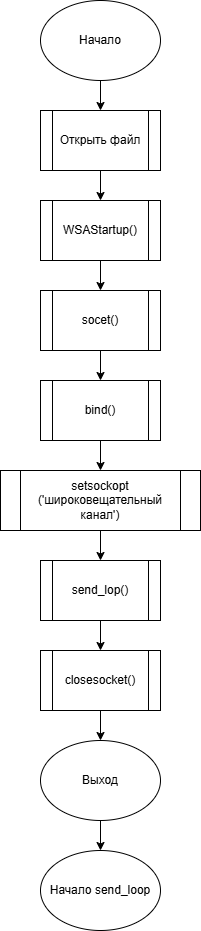 Начало
Открыть файл
WSAStartup()
socet()
bind()
setsockopt
('широковещательный
канал')
send_lop()
closesocket()
Выход
Начало send_loop